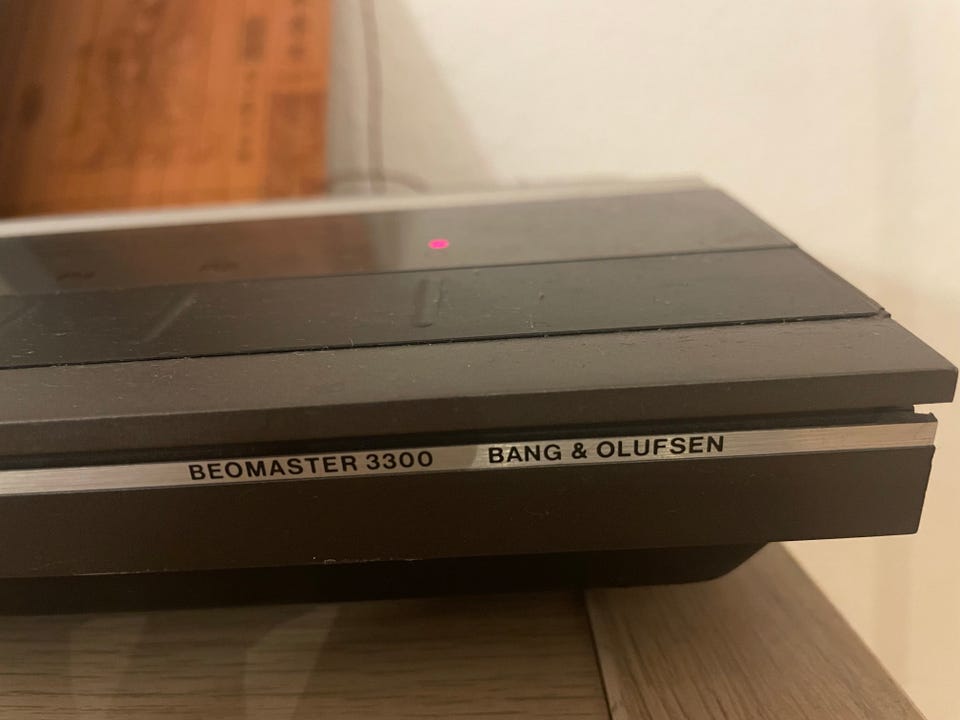 BEOMASTER 3300 BANG & OLUFSEN